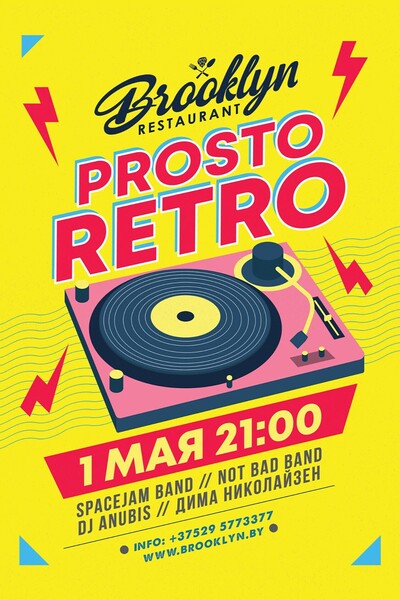 Brooklyn
RESTAURANT
PROSTO
RETRO
1 МАЯ 21:00
SPACEJAM BAND // NOT BAD BAND
DJ ANUBIS // ДИМА НИКОЛАЙЗЕН
INFO: +37529 5773377
WWW.BROOKLYN.BY